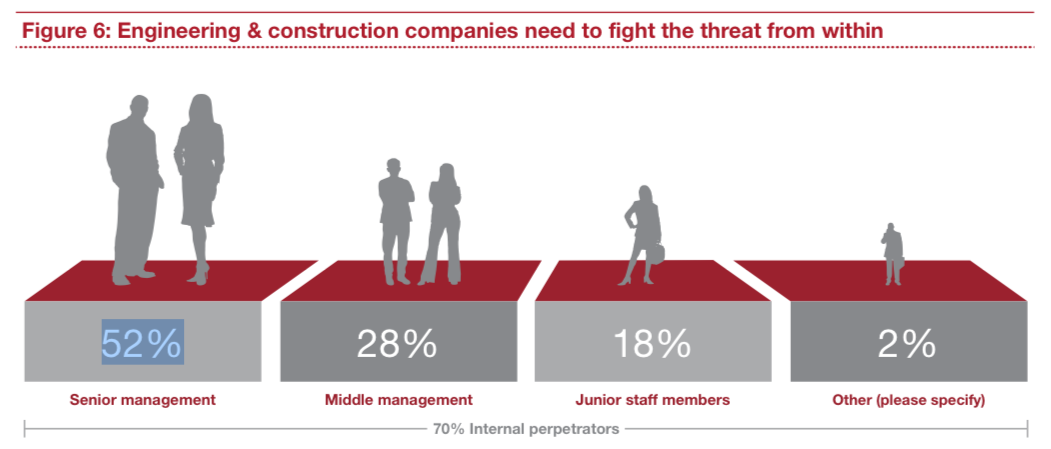 Figure 6: Engineering & construction companies need to fight the threat from within
52% 28% 18% 2%
Senior management Middle management Junior staff members Other (please specify)
70% Internal perpetrators